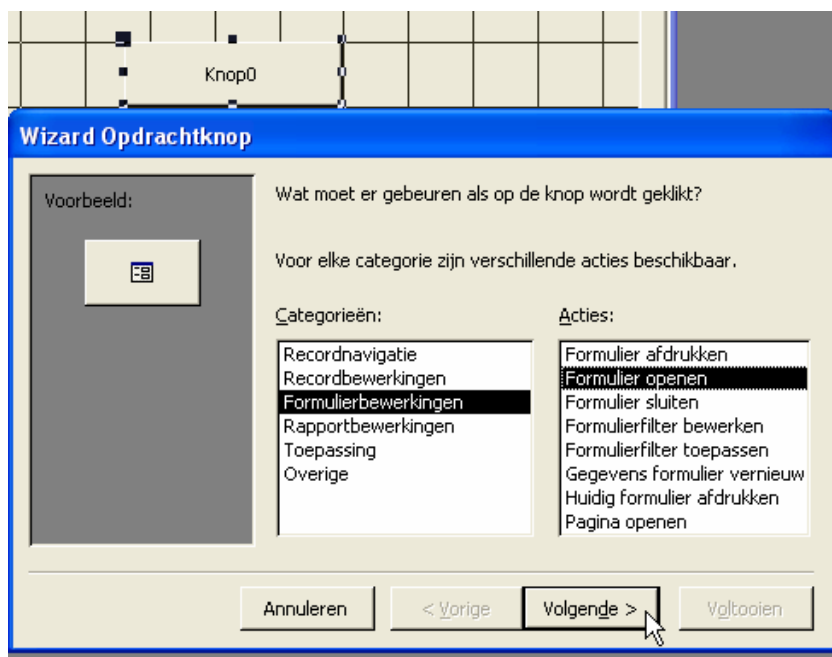 Knop0
Wizard Opdrachtknop
Voorbeeld:
Wat moet er gebeuren als op de knop wordt geklikt?
Voor elke categorie zijn verschillende acties beschikbaar.
Categorieën:
Recordnavigatie
Recordbewerkingen
Formulierbewerkingen
Rapportbewerkingen
Toepassing
Overige
Acties:
Formulier afdrukken
Formulier openen
Formulier sluiten
Formulierfilter bewerken
Formulierfilter toepassen
Gegevens formulier vernieuw
Huidig formulier afdrukken
Pagina openen
Annuleren
< Vorige
Volgende >
Voltooien